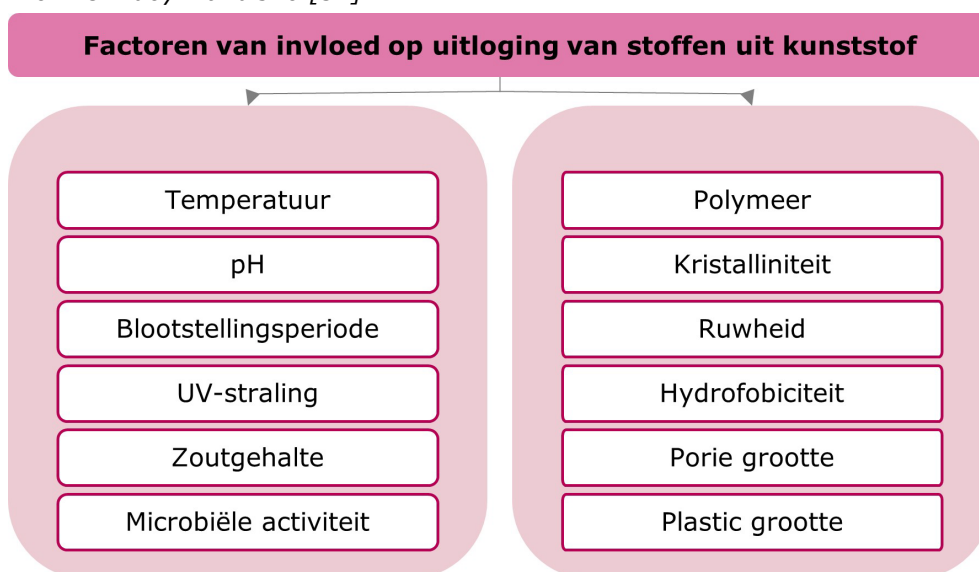 Factoren van invloed op uitloging van stoffen uit kunststof
Temperatuur
pH
Blootstellingsperiode
UV-straling
Zoutgehalte
Microbiële activiteit
Polymeer
Kristalliniteit
Ruwheid
Hydrofobiciteit
Porie grootte
Plastic grootte